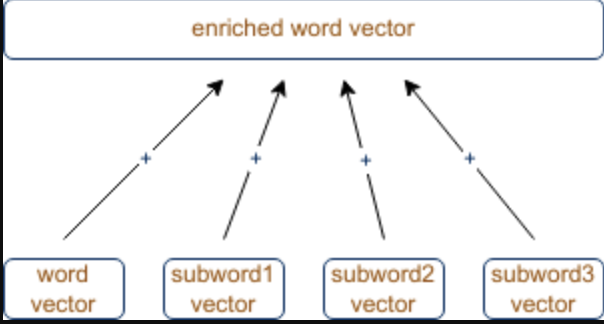 enriched word vector
+ + + +
word subword1 subword2 subword3
vector vector vector vector